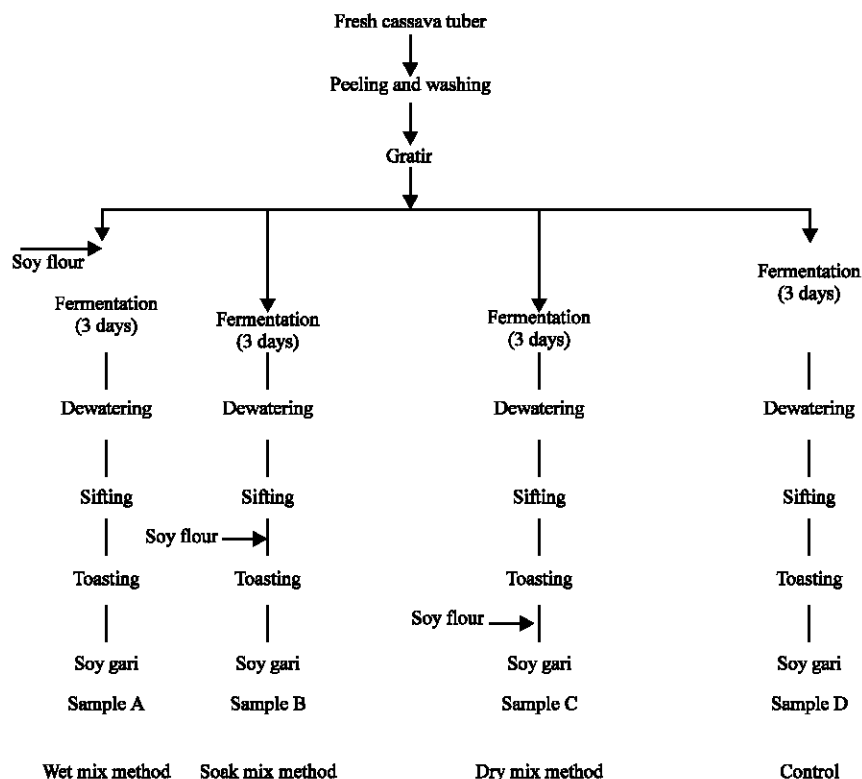 Fresh cassava tuber
Peeling and washing
Gratir
Soy flour
Fermentation
(3 days)
Dewatering
Sifting
Toasting
Soy gari
Sample A
Wet mix method
Fermentation
(3 days)
Dewatering
Sifting
Soy flour
Toasting
Soy gari
Sample B
Soak mix method
Fermentation
(3 days)
Dewatering
Sifting
Toasting
Soy flour
Soy gari
Sample C
Dry mix method
Fermentation
(3 days)
Dewatering
Sifting
Toasting
Soy gari
Sample D
Control